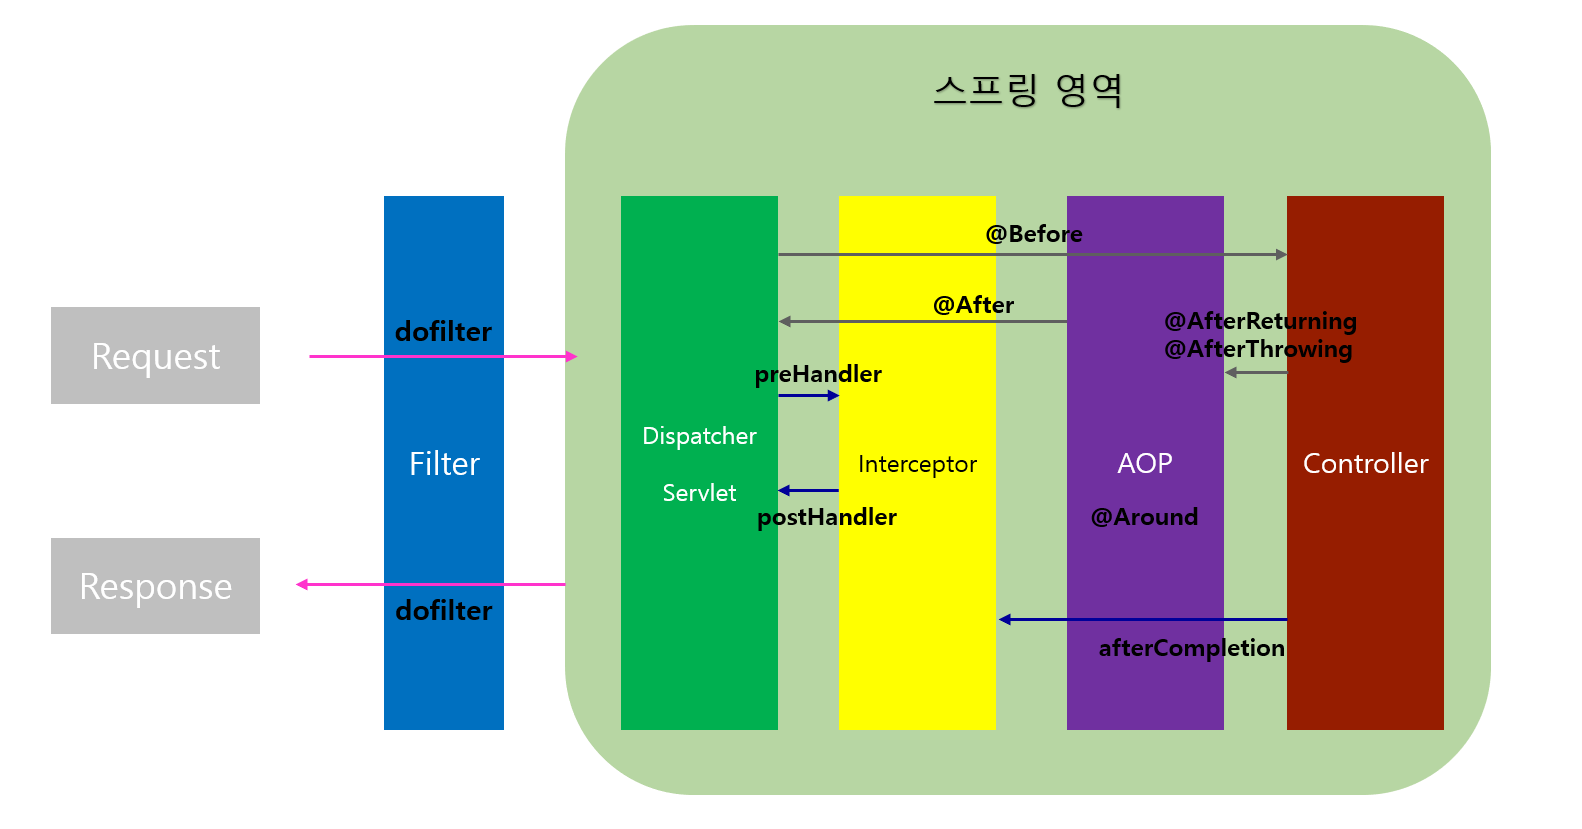 스프링 영역
@Before
@After
@AfterReturning
@AfterThrowing
dofilter
Request
preHandler
Dispatcher
Servlet
Filter
Interceptor
AOP
Controller
postHandler
@Around
Response
dofilter
afterCompletion